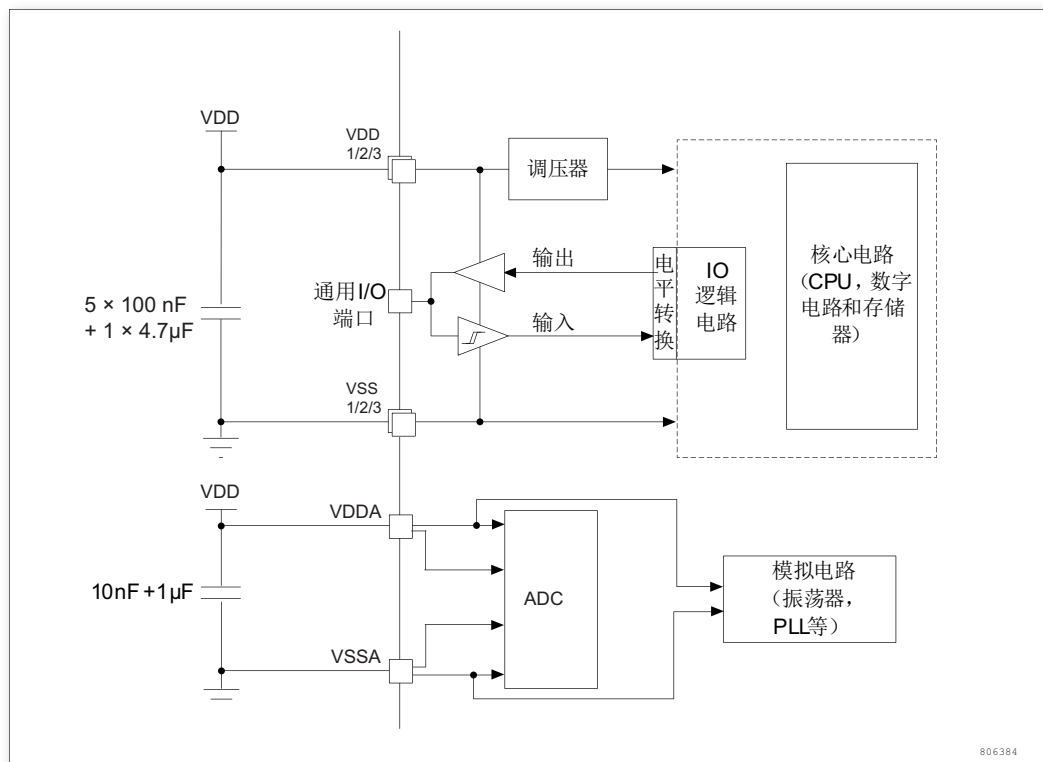 VDD
VDD
1/2/3
调压器
核心电路
（CPU，数字
电路和存储
器）
输出
电平转换
IO
逻辑
电路
通用I/O
端口
输入
5 × 100 nF
+ 1 × 4.7μF
VSS
1/2/3
VDD
VDDA
10nF +1μF
ADC
模拟电路
（振荡器，
PLL等）
VSSA
806384